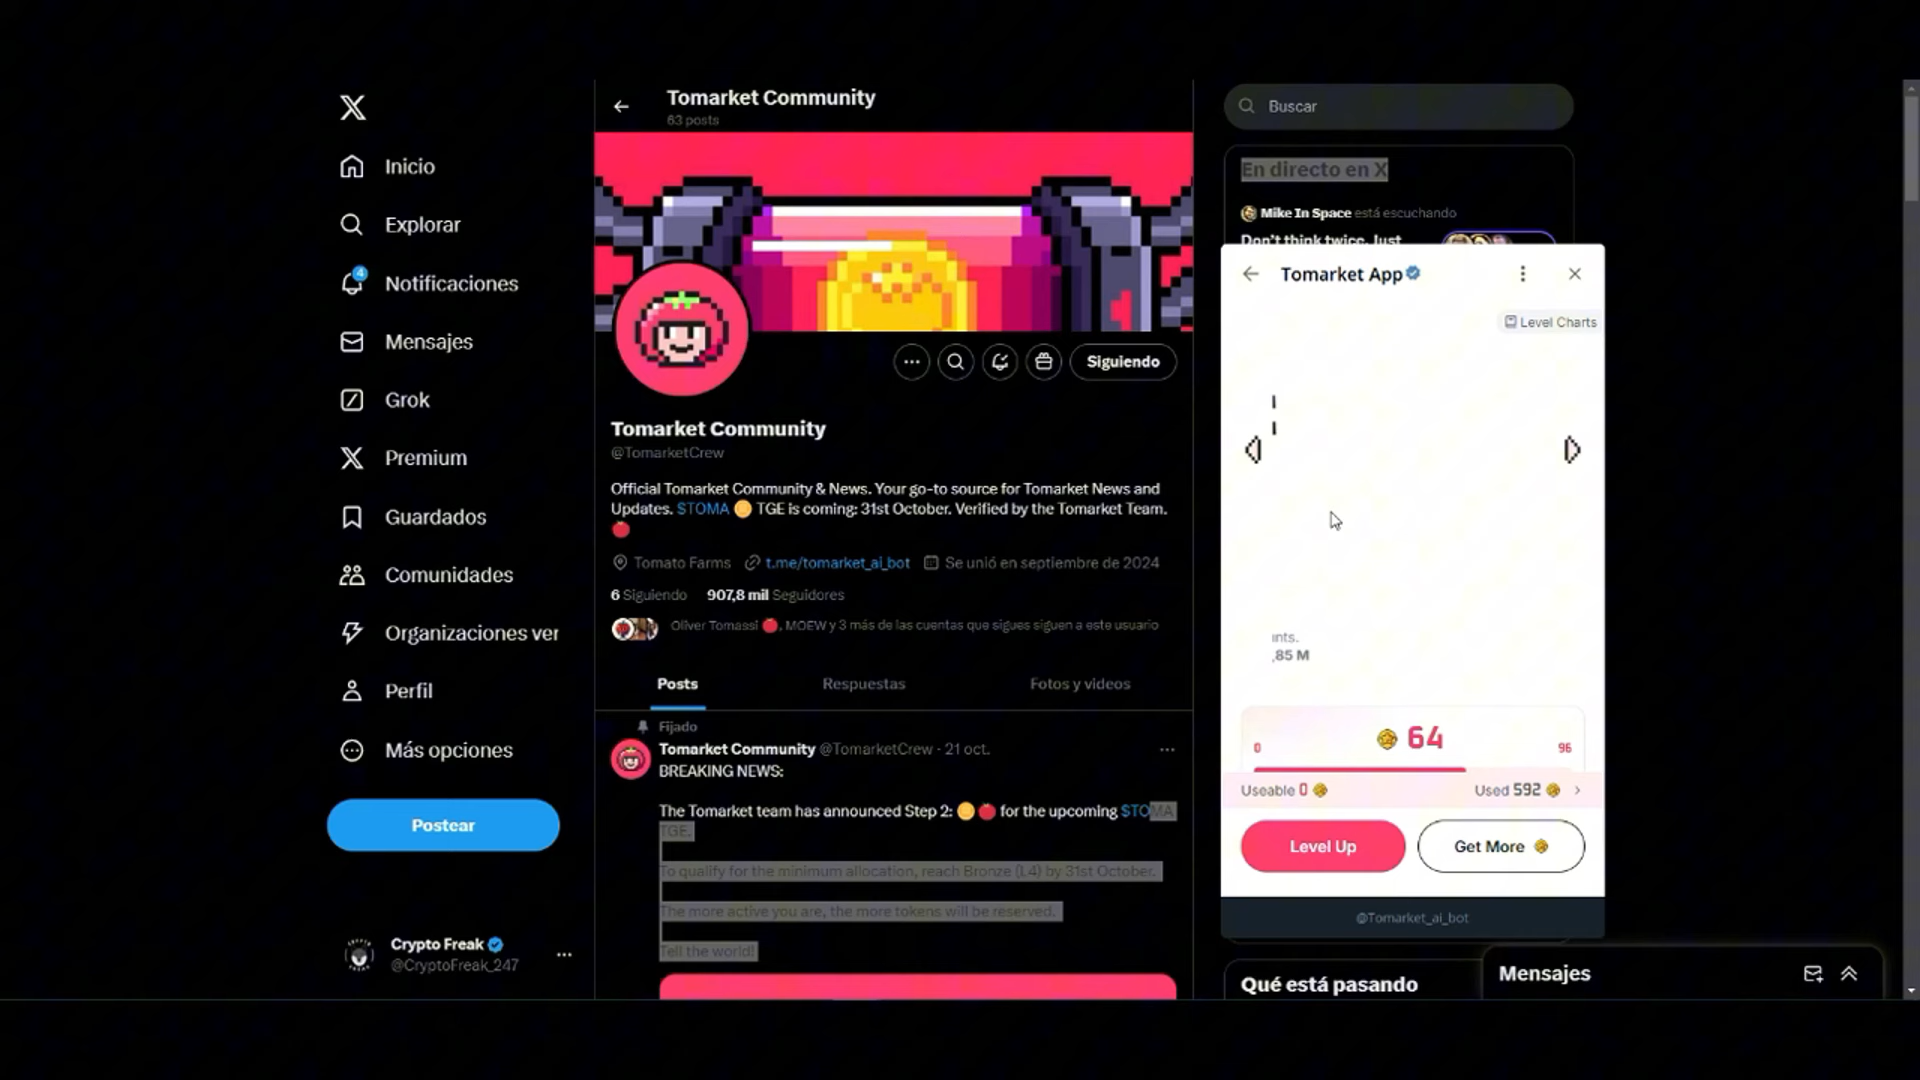 Inicio
Explorar
4
Notificaciones
Mensajes
Grok
Premium
Guardados
Comunidades
Organizaciones ver
Perfil
Más opciones
Postear
Crypto Freak
@CryptoFreak_247
Tomarket Community
63 posts
Siguiendo
Tomarket Community
@TomarketCrew
Official Tomarket Community & News. Your go-to source for Tomarket News and
Updates. $TOMA 🟡 TGE is coming: 31st October. Verified by the Tomarket Team.
🍅
Tomato Farms t.me/tomarket_ai_bot Se unió en septiembre de 2024
6 Siguiendo 907,8 mil Seguidores
Oliver Tomassi 🍅, MOEW y 3 más de las cuentas que sigues siguen a este usuario
Posts Respuestas Fotos y videos
Fijado
Tomarket Community @TomarketCrew · 21 oct.
BREAKING NEWS:
The Tomarket team has announced Step 2: 🟡 🍅 for the upcoming $TOMA
TGE.
To qualify for the minimum allocation, reach Bronze (L4) by 31st October.
The more active you are, the more tokens will be reserved.
Tell the world!
Buscar
En directo en X
Mike In Space está escuchando
Don't think twice. Just
Tomarket App
Level Charts
ints.
,85 M
64
0 96
Useable 0 Used 592
Level Up
Get More
@Tomarket_ai_bot
Qué está pasando
Mensajes